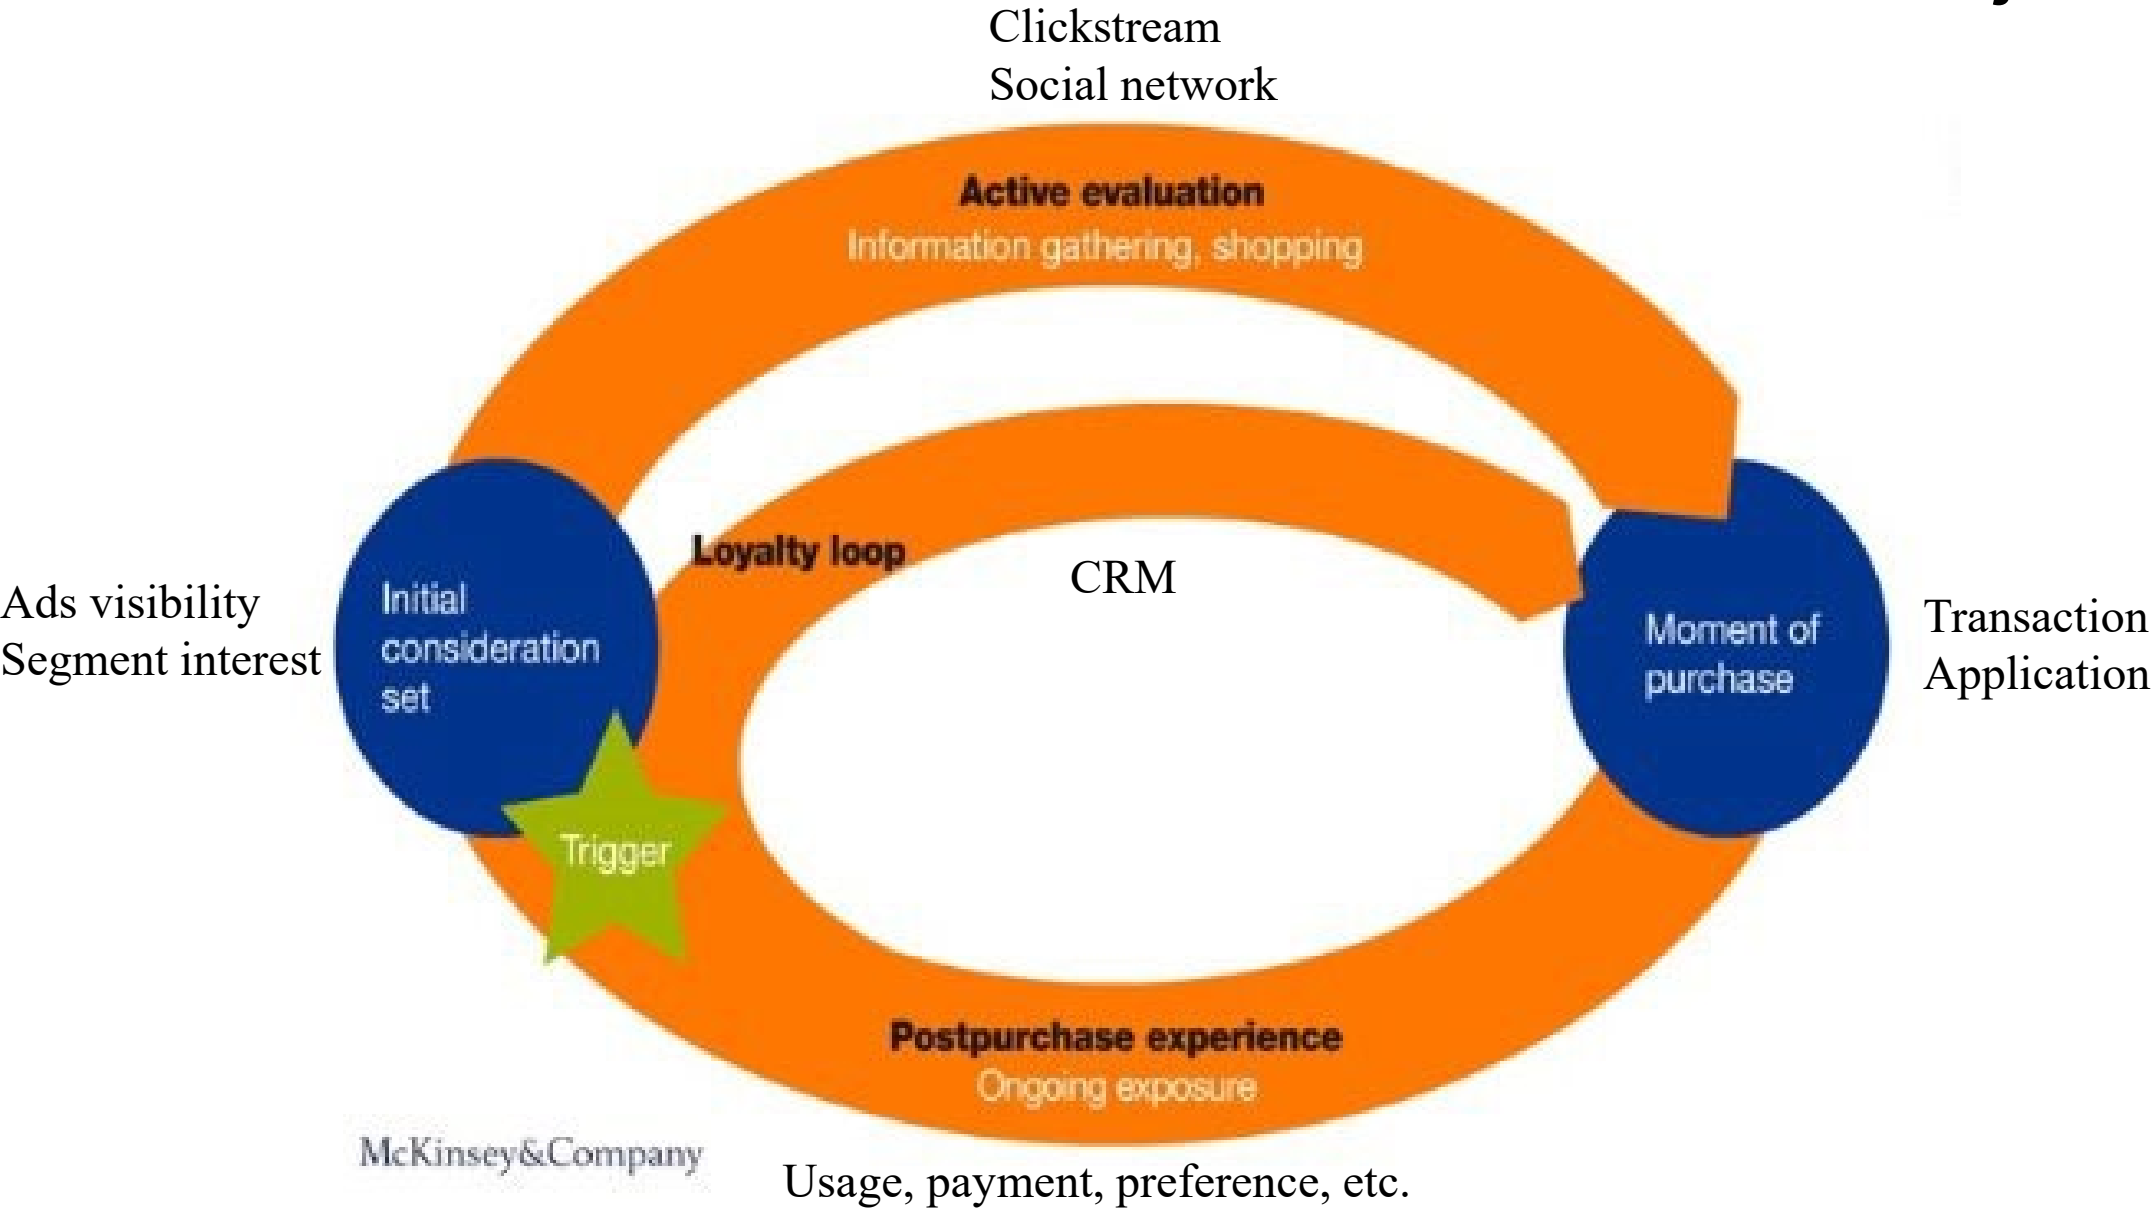 Clickstream
Social network
Active evaluation
Information gathering, shopping
Loyalty loop
CRM
Ads visibility
Segment interest
Initial
consideration
set
Moment of
purchase
Transaction
Application
Trigger
Postpurchase experience
Ongoing exposure
McKinsey&Company
Usage, payment, preference, etc.